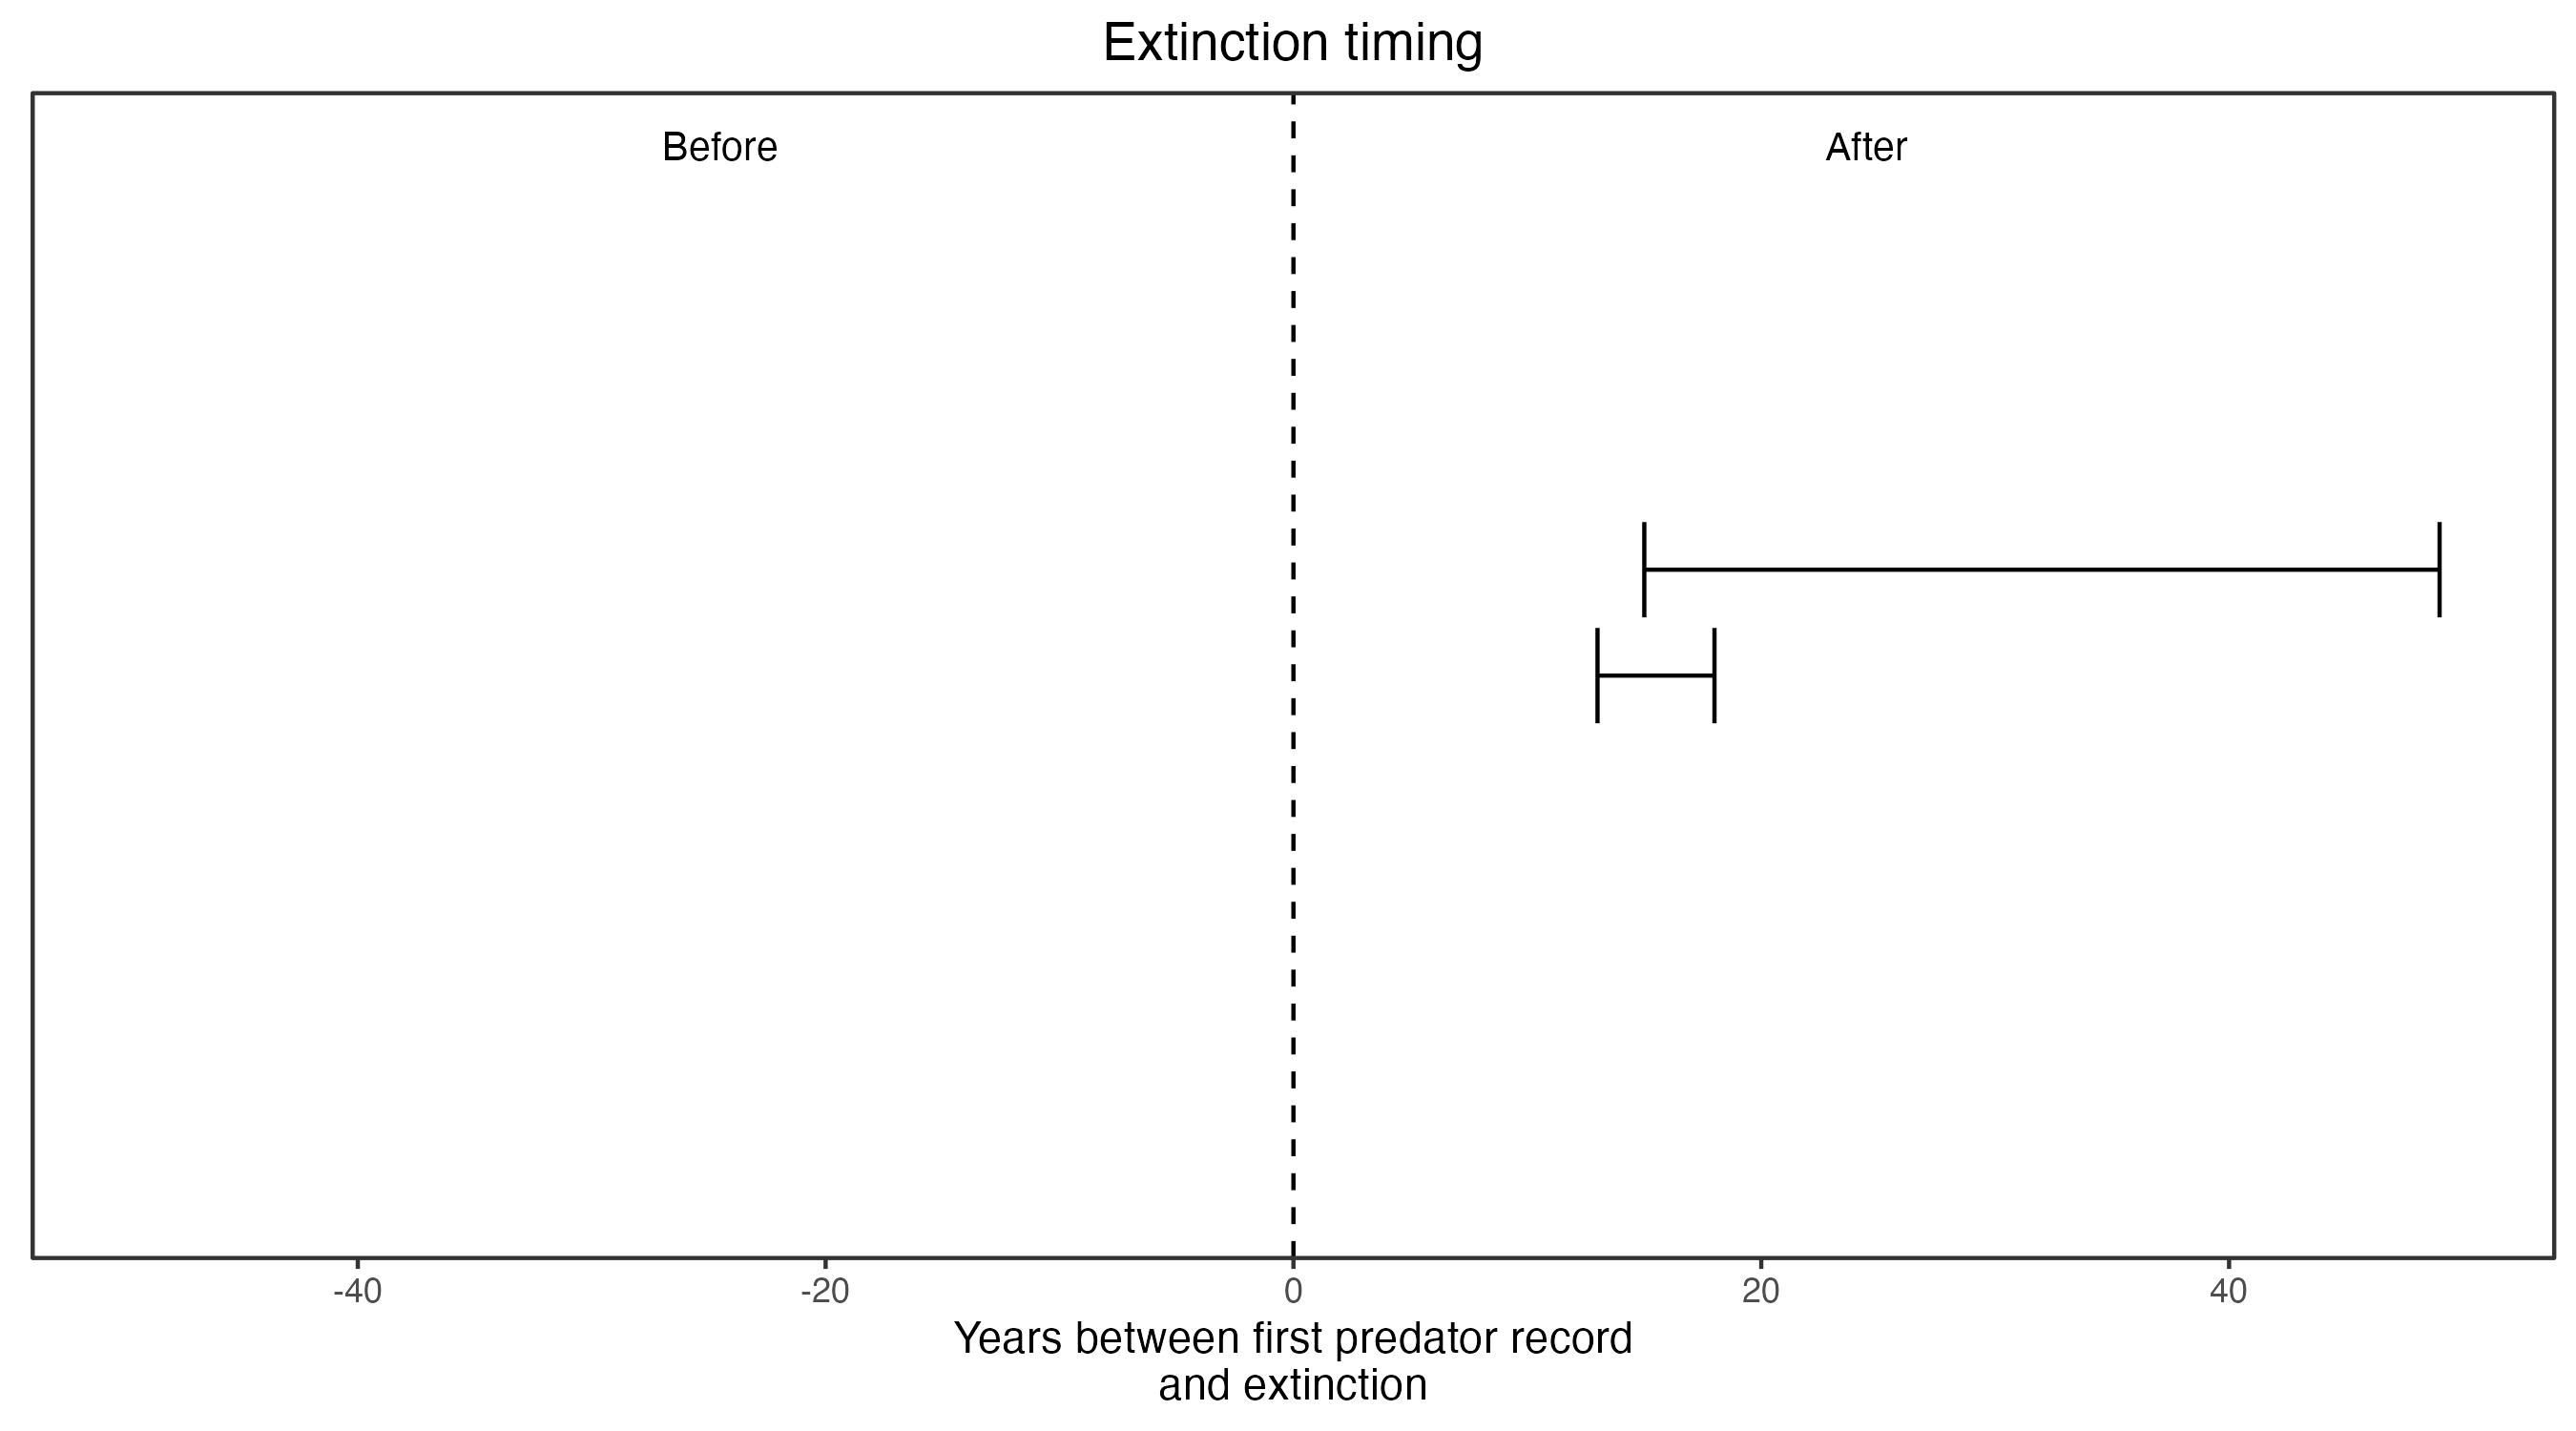 Extinction timing
Before
After
-40
-20
0
20
40
Years between first predator record
and extinction